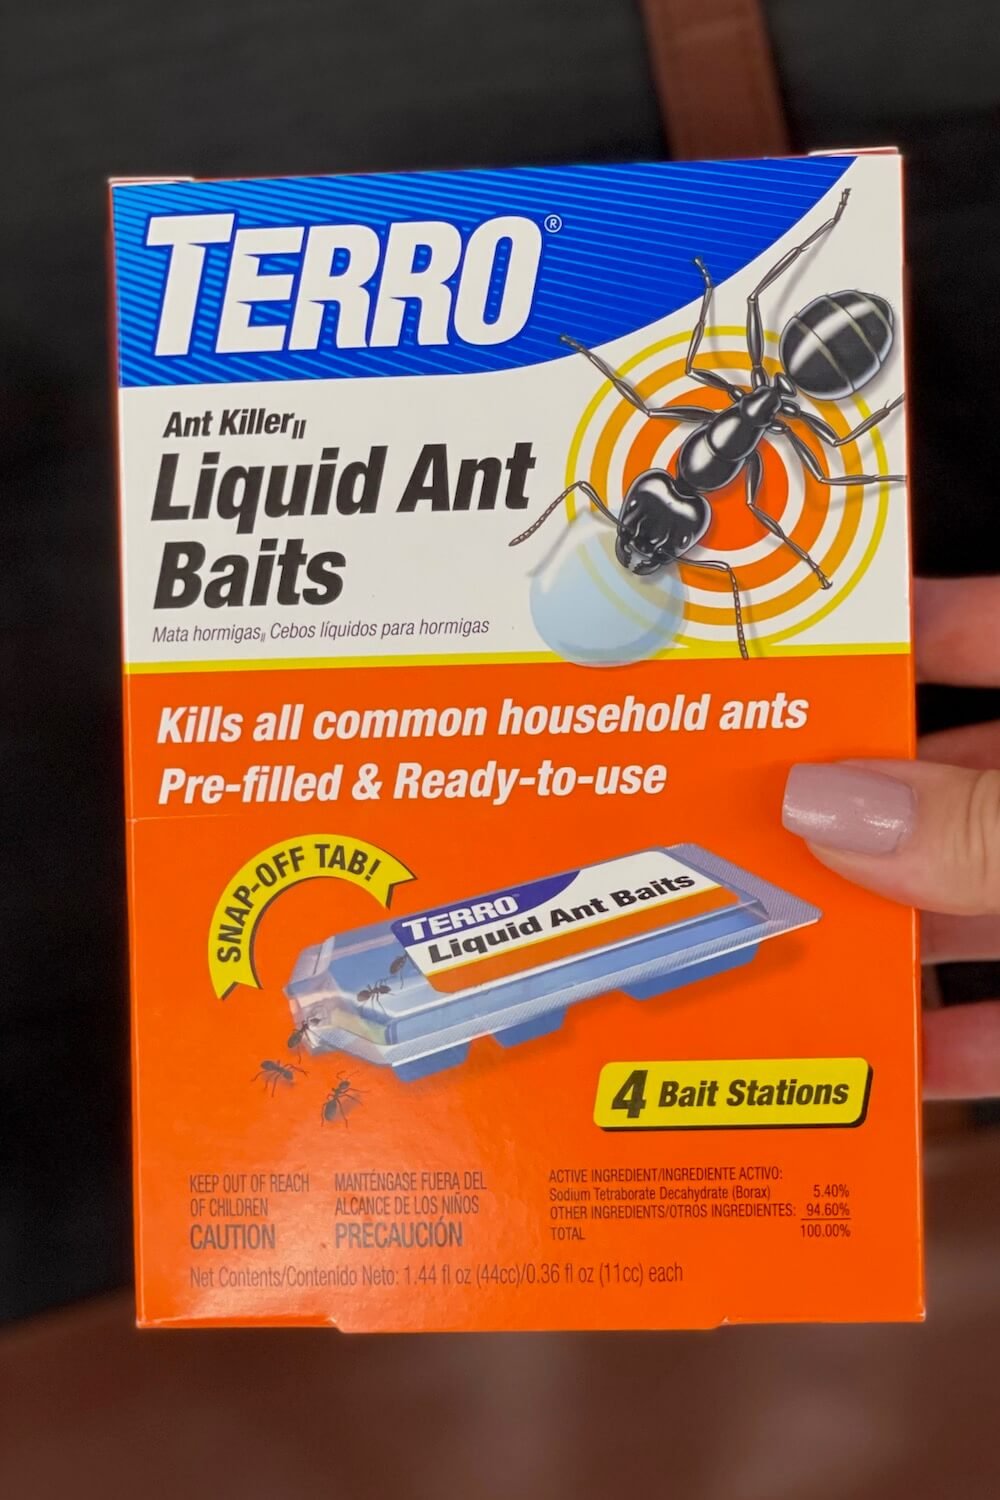 TERRO®
Ant Killer II
Liquid Ant
Baits
Mata hormigas II Cebos líquidos para hormigas
Kills all common household ants
Pre-filled & Ready-to-use
SNAP-OFF TAB!
TERRO
Liquid Ant Baits
4 Bait Stations
KEEP OUT OF REACH
OF CHILDREN
CAUTION
MANTÉNGASE FUERA DEL
ALCANCE DE LOS NIÑOS
PRECAUCIÓN
ACTIVE INGREDIENT/INGREDIENTE ACTIVO:
Sodium Tetraborate Decahydrate (Borax) 5.40%
OTHER INGREDIENTS/OTROS INGREDIENTES: 94.60%
TOTAL 100.00%
Net Contents/Contenido Neto: 1.44 fl oz (44cc)/0.36 fl oz (11cc) each